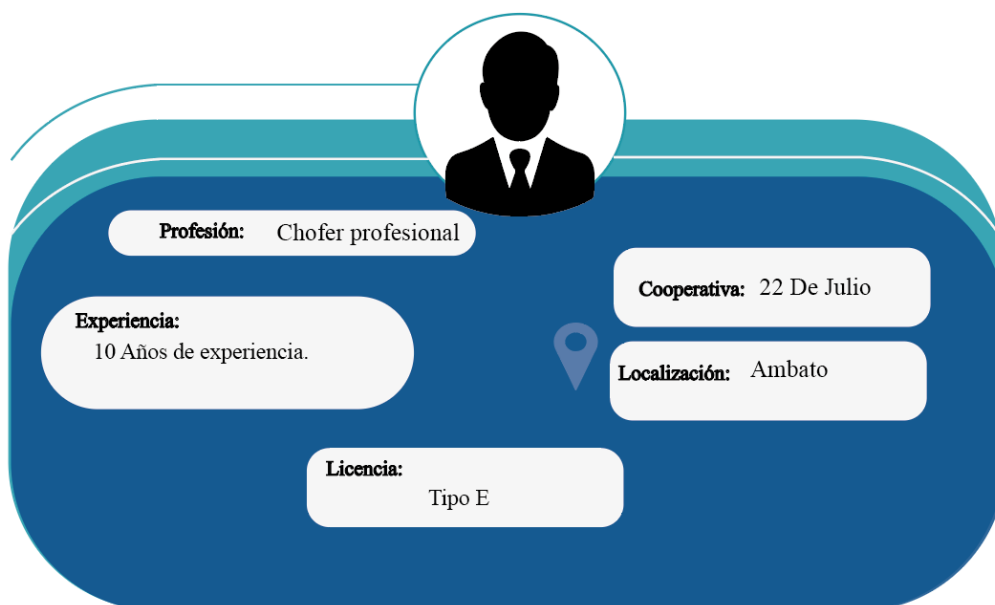 Profesión: Chofer profesional
Cooperativa: 22 De Julio
Experiencia:
10 Años de experiencia.
Localización: Ambato
Licencia:
Tipo E